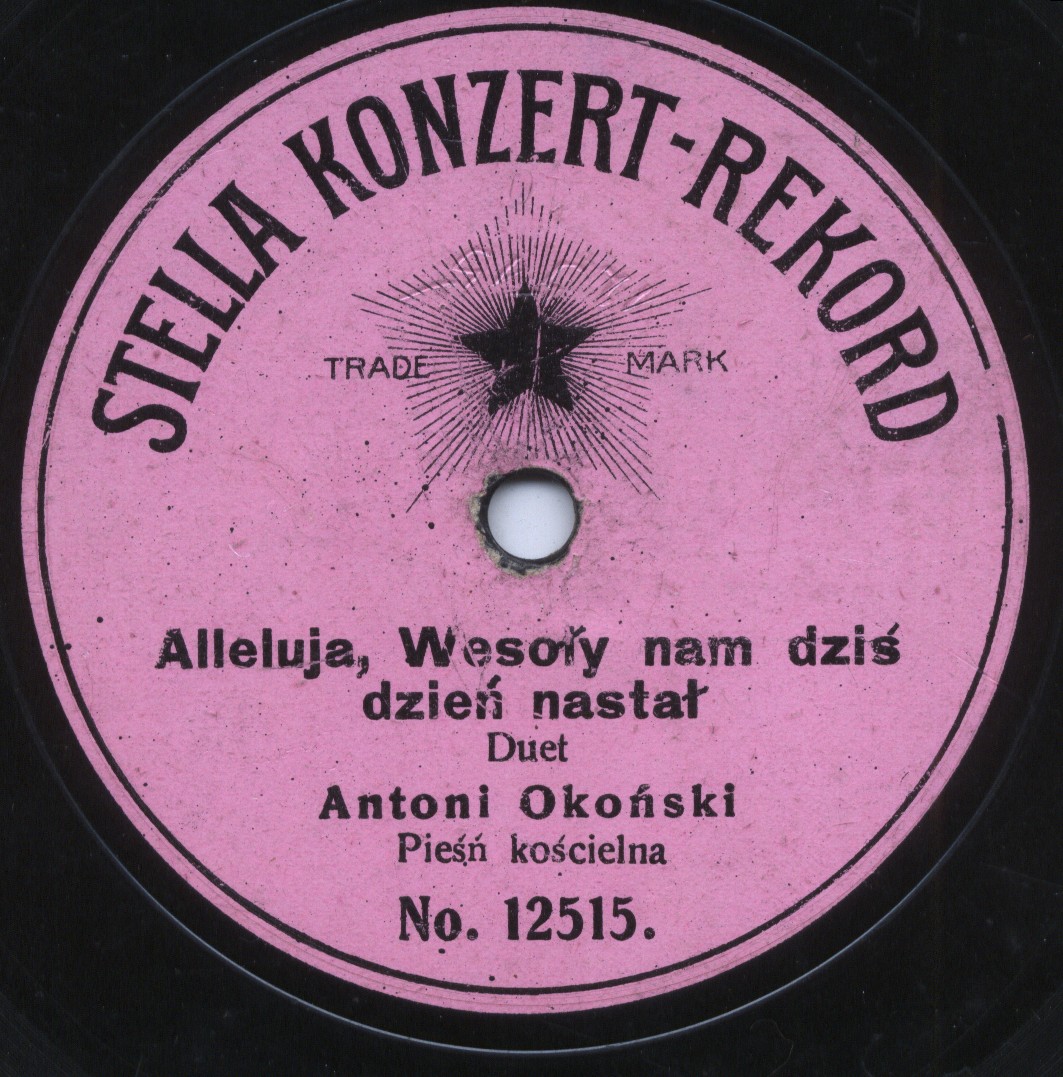 STELLA KONZERT-REKORD
TRADE MARK
Alleluja, Wesoły nam dziś
dzień nastał
Duet
Antoni Okoński
Pieśń kościelna
No. 12515.